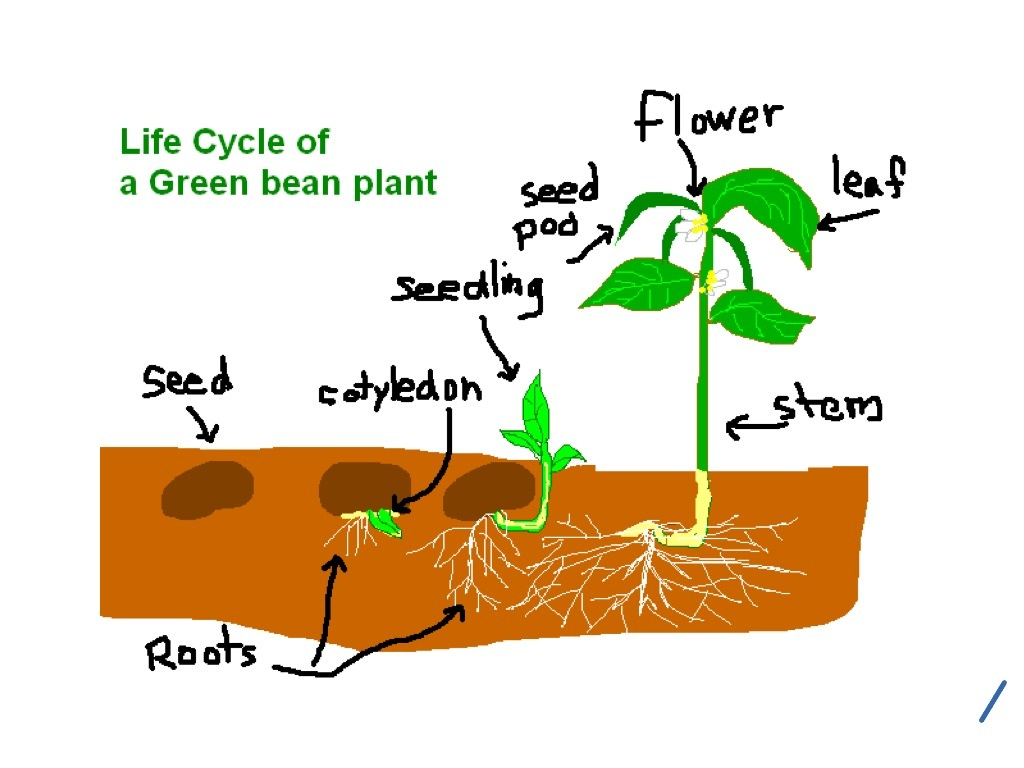 Life Cycle of
a Green bean plant
Flower
leaf
seed
pod
seedling
Seed
cotyledon
stem
Roots